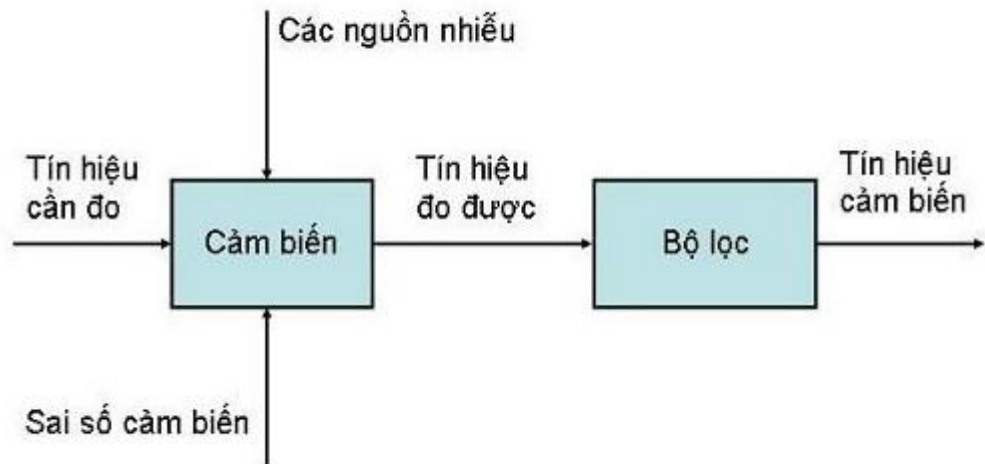 Các nguồn nhiễu
Tín hiệu
cần đo
Cảm biến
Tín hiệu
đo được
Bộ lọc
Tín hiệu
cảm biến
Sai số cảm biến